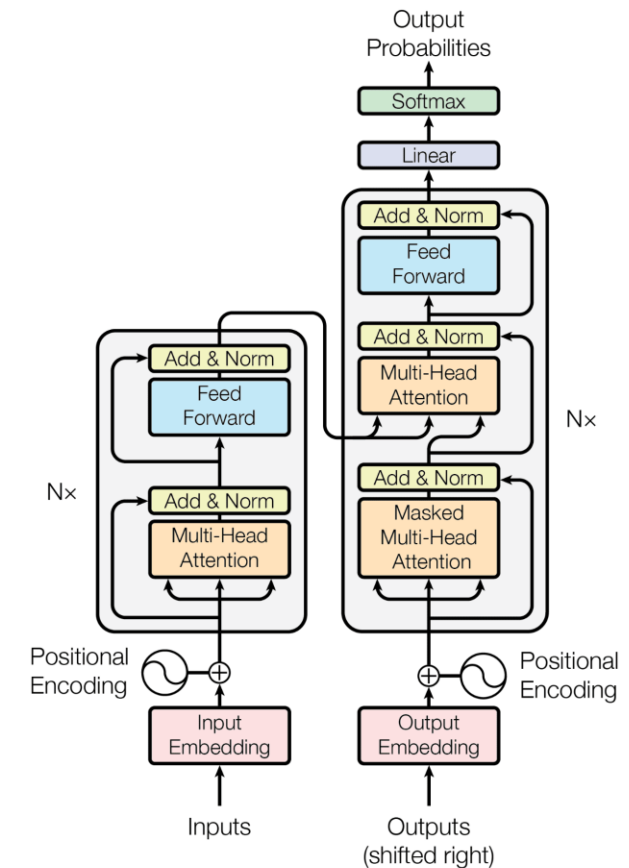 Output
Probabilities
Softmax
Linear
Add & Norm
Feed
Forward
Add & Norm
Multi-Head
Attention
Nx
Add & Norm
Masked
Multi-Head
Attention
Add & Norm
Feed
Forward
Nx
Add & Norm
Multi-Head
Attention
Positional
Encoding
Positional
Encoding
Input
Embedding
Output
Embedding
Inputs
Outputs
(shifted right)